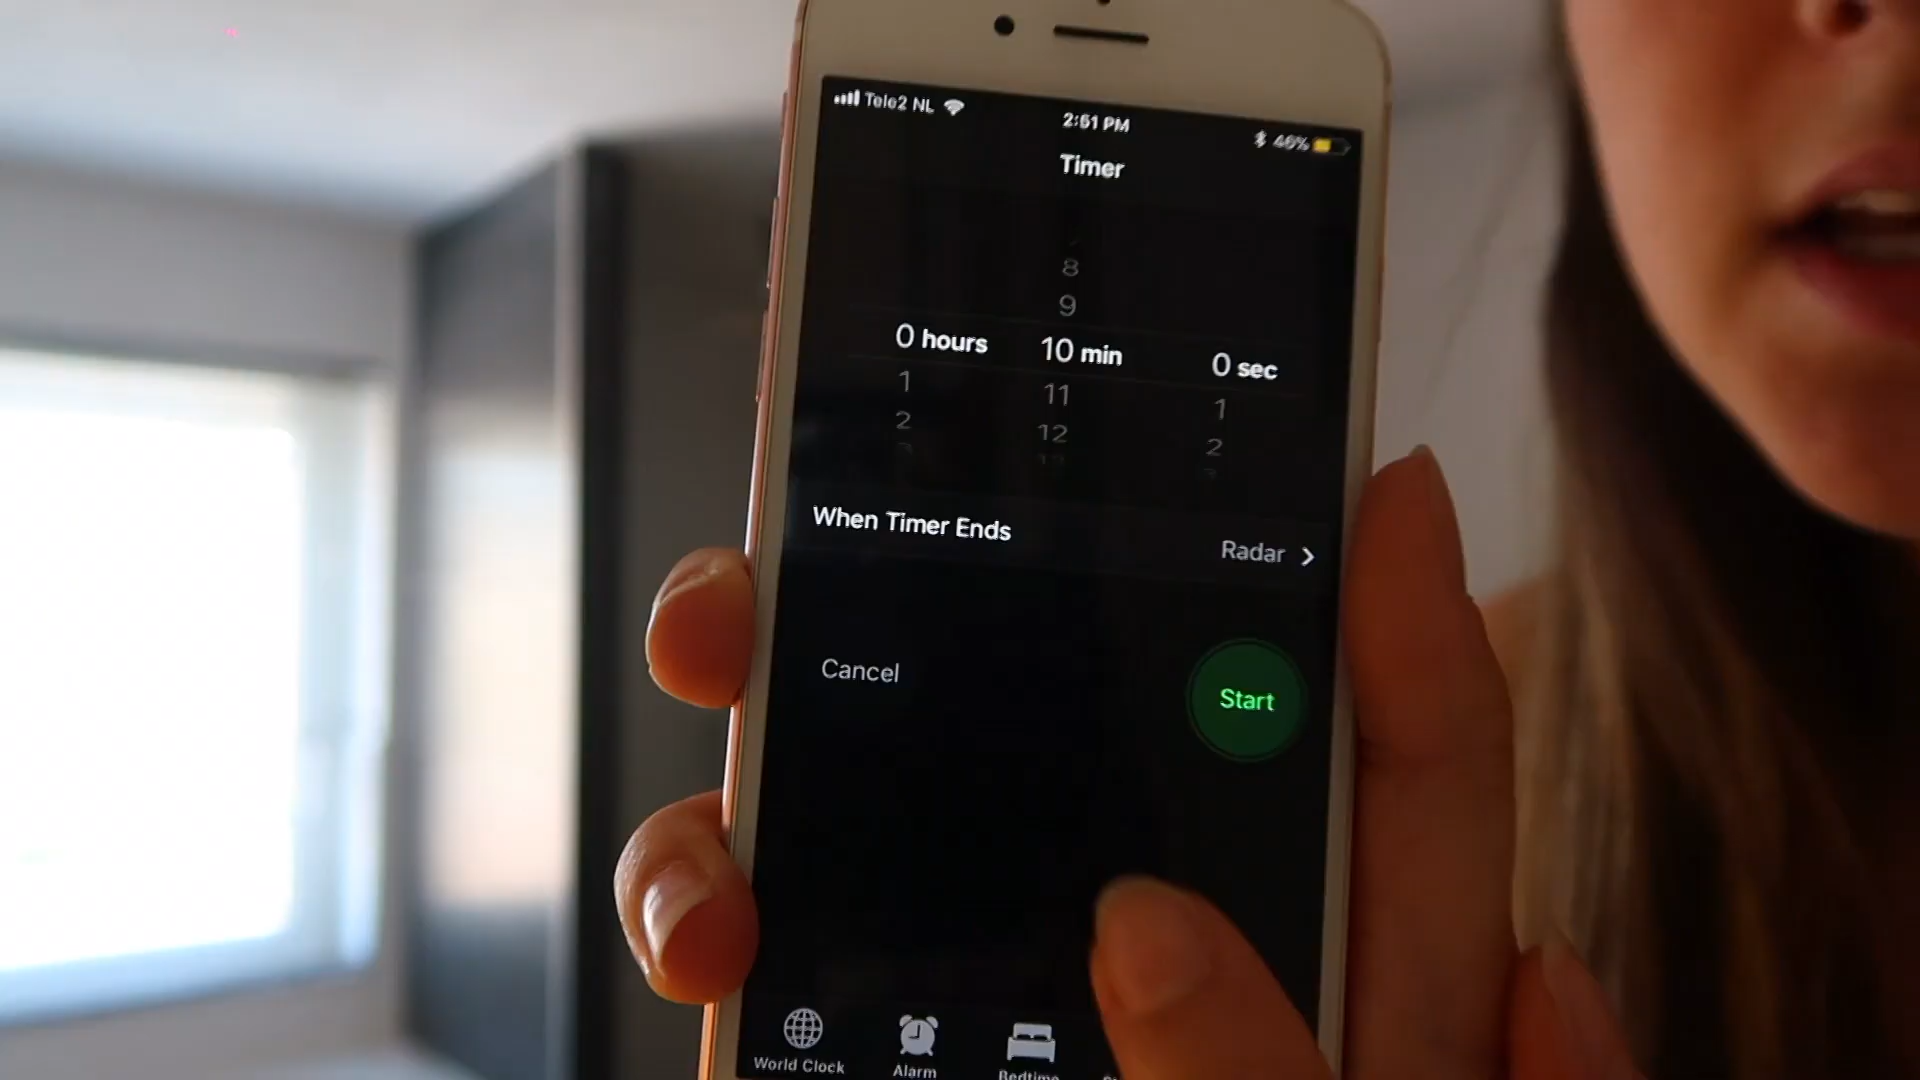 Tele2 NL
2:51 PM
46%
Timer
8
9
0 hours 10 min 0 sec
1 11 1
2 12 2
13
When Timer Ends
Radar
Cancel
Start
World Clock
Alarm
Bedtime